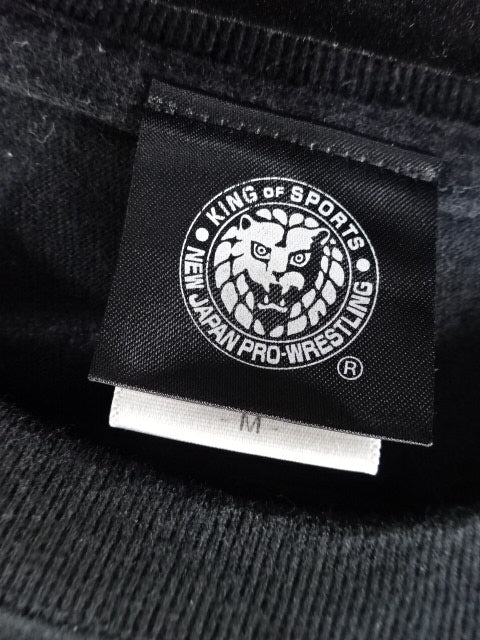 KING OF SPORTS
NEW JAPAN PRO-WRESTLING
®
- M -